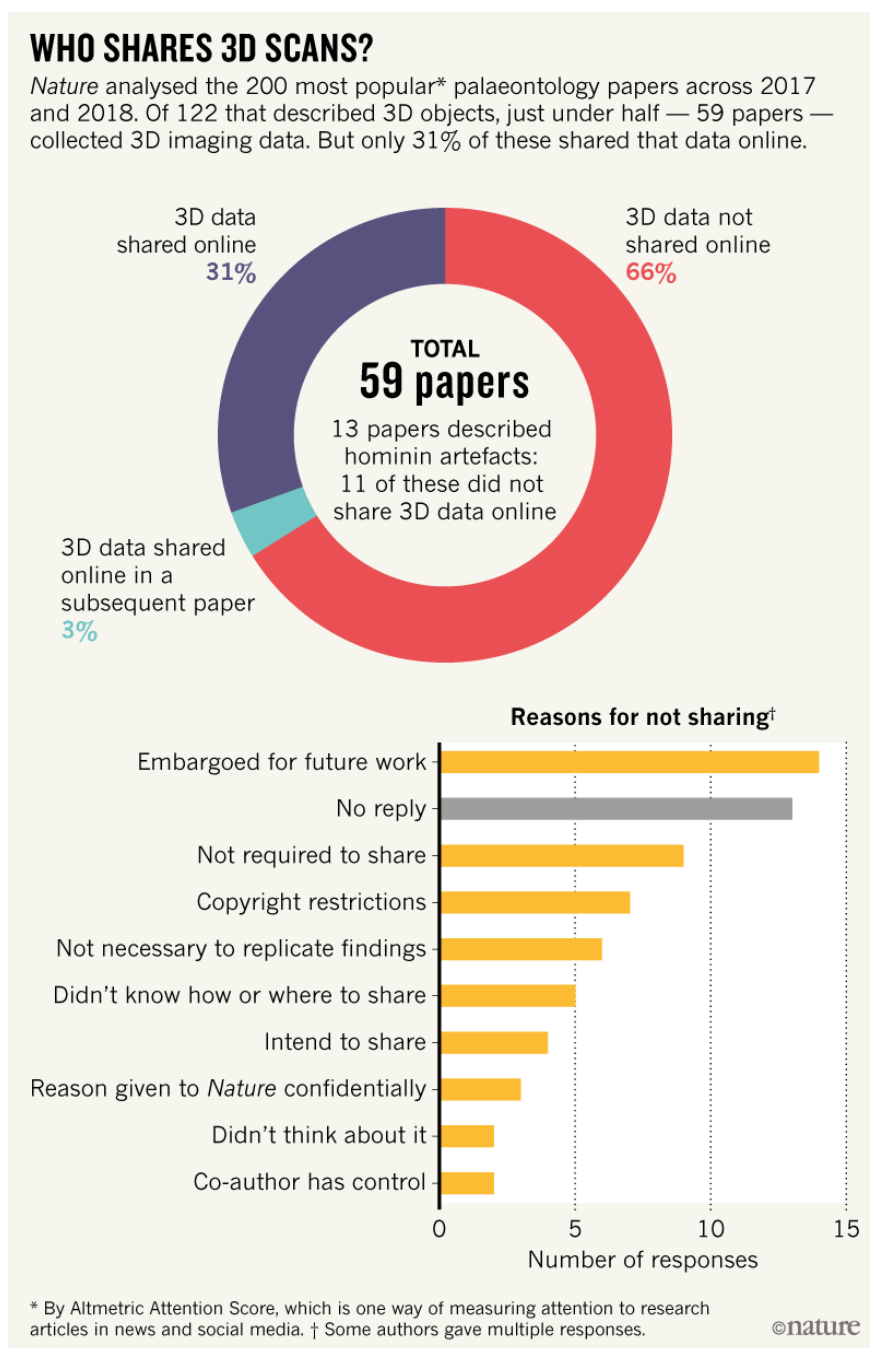 WHO SHARES 3D SCANS?
Nature analysed the 200 most popular* palaeontology papers across 2017
and 2018. Of 122 that described 3D objects, just under half — 59 papers —
collected 3D imaging data. But only 31% of these shared that data online.
3D data
shared online
31%
3D data not
shared online
66%
TOTAL
59 papers
13 papers described
hominin artefacts:
11 of these did not
share 3D data online
3D data shared
online in a
subsequent paper
3%
Reasons for not sharing†
Embargoed for future work
No reply
Not required to share
Copyright restrictions
Not necessary to replicate findings
Didn’t know how or where to share
Intend to share
Reason given to Nature confidentially
Didn’t think about it
Co-author has control
0 5 10 15
Number of responses
* By Altmetric Attention Score, which is one way of measuring attention to research
articles in news and social media. † Some authors gave multiple responses.
©nature